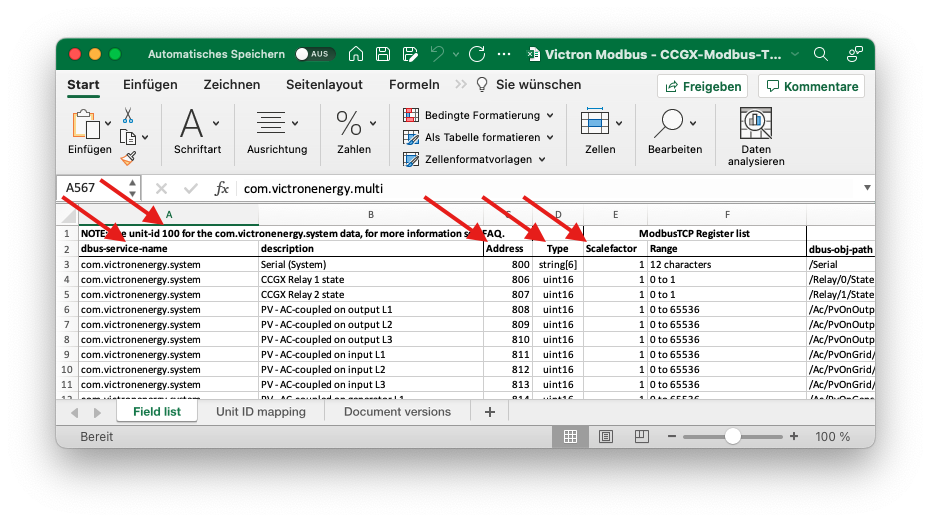 Automatisches Speichern AUS ... Victron Modbus - CCGX-Modbus-T...
Start Einfügen Zeichnen Seitenlayout Formeln >> Sie wünschen Freigeben Kommentare
Einfügen Schriftart Ausrichtung Zahlen Bedingte Formatierung Als Tabelle formatieren Zellenformatvorlagen Zellen Bearbeiten Daten analysieren
A567 fx com.victronenergy.multi
A B D E F
1 NOTE: unit-id 100 for the com.victronenergy.system data, for more information FAQ. ModbusTCP Register list
2 dbus-service-name description Address Type Scalefactor Range dbus-obj-path
3 com.victronenergy.system Serial (System) 800 string[6] 1 12 characters /Serial
4 com.victronenergy.system CCGX Relay 1 state 806 uint16 1 0 to 1 /Relay/0/State
5 com.victronenergy.system CCGX Relay 2 state 807 uint16 1 0 to 1 /Relay/1/State
6 com.victronenergy.system PV - AC-coupled on output L1 808 uint16 1 0 to 65536 /Ac/PvOnOutp
7 com.victronenergy.system PV - AC-coupled on output L2 809 uint16 1 0 to 65536 /Ac/PvOnOutp
8 com.victronenergy.system PV - AC-coupled on output L3 810 uint16 1 0 to 65536 /Ac/PvOnOutp
9 com.victronenergy.system PV - AC-coupled on input L1 811 uint16 1 0 to 65536 /Ac/PvOnGrid/
10 com.victronenergy.system PV - AC-coupled on input L2 812 uint16 1 0 to 65536 /Ac/PvOnGrid/
11 com.victronenergy.system PV - AC-coupled on input L3 813 uint16 1 0 to 65536 /Ac/PvOnGrid/
Field list Unit ID mapping Document versions +
Bereit − + 100 %